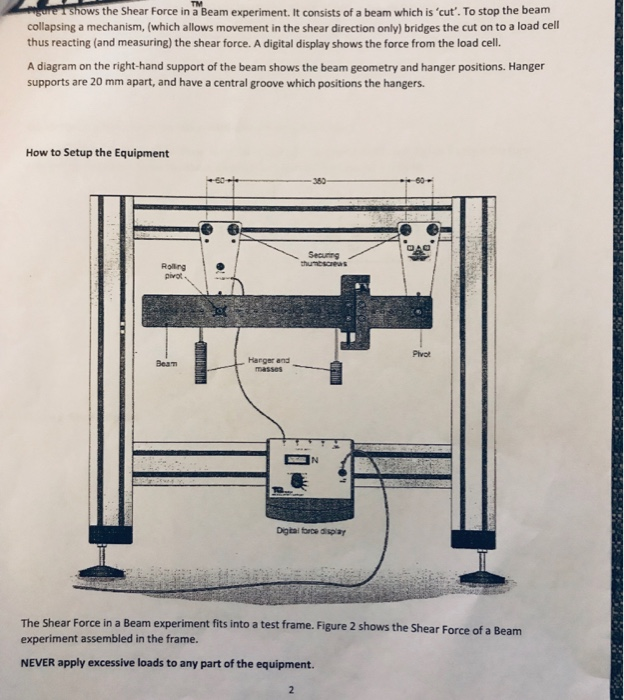 TM
Figure 1 shows the Shear Force in a Beam experiment. It consists of a beam which is 'cut'. To stop the beam
collapsing a mechanism, (which allows movement in the shear direction only) bridges the cut on to a load cell
thus reacting (and measuring) the shear force. A digital display shows the force from the load cell.
A diagram on the right-hand support of the beam shows the beam geometry and hanger positions. Hanger
supports are 20 mm apart, and have a central groove which positions the hangers.
How to Setup the Equipment
60
380
60
Securing
thumbscrews
Rolling
pivot
Beam
Hanger and
masses
Pivot
N
Digital force display
The Shear Force in a Beam experiment fits into a test frame. Figure 2 shows the Shear Force of a Beam
experiment assembled in the frame.
NEVER apply excessive loads to any part of the equipment.
2